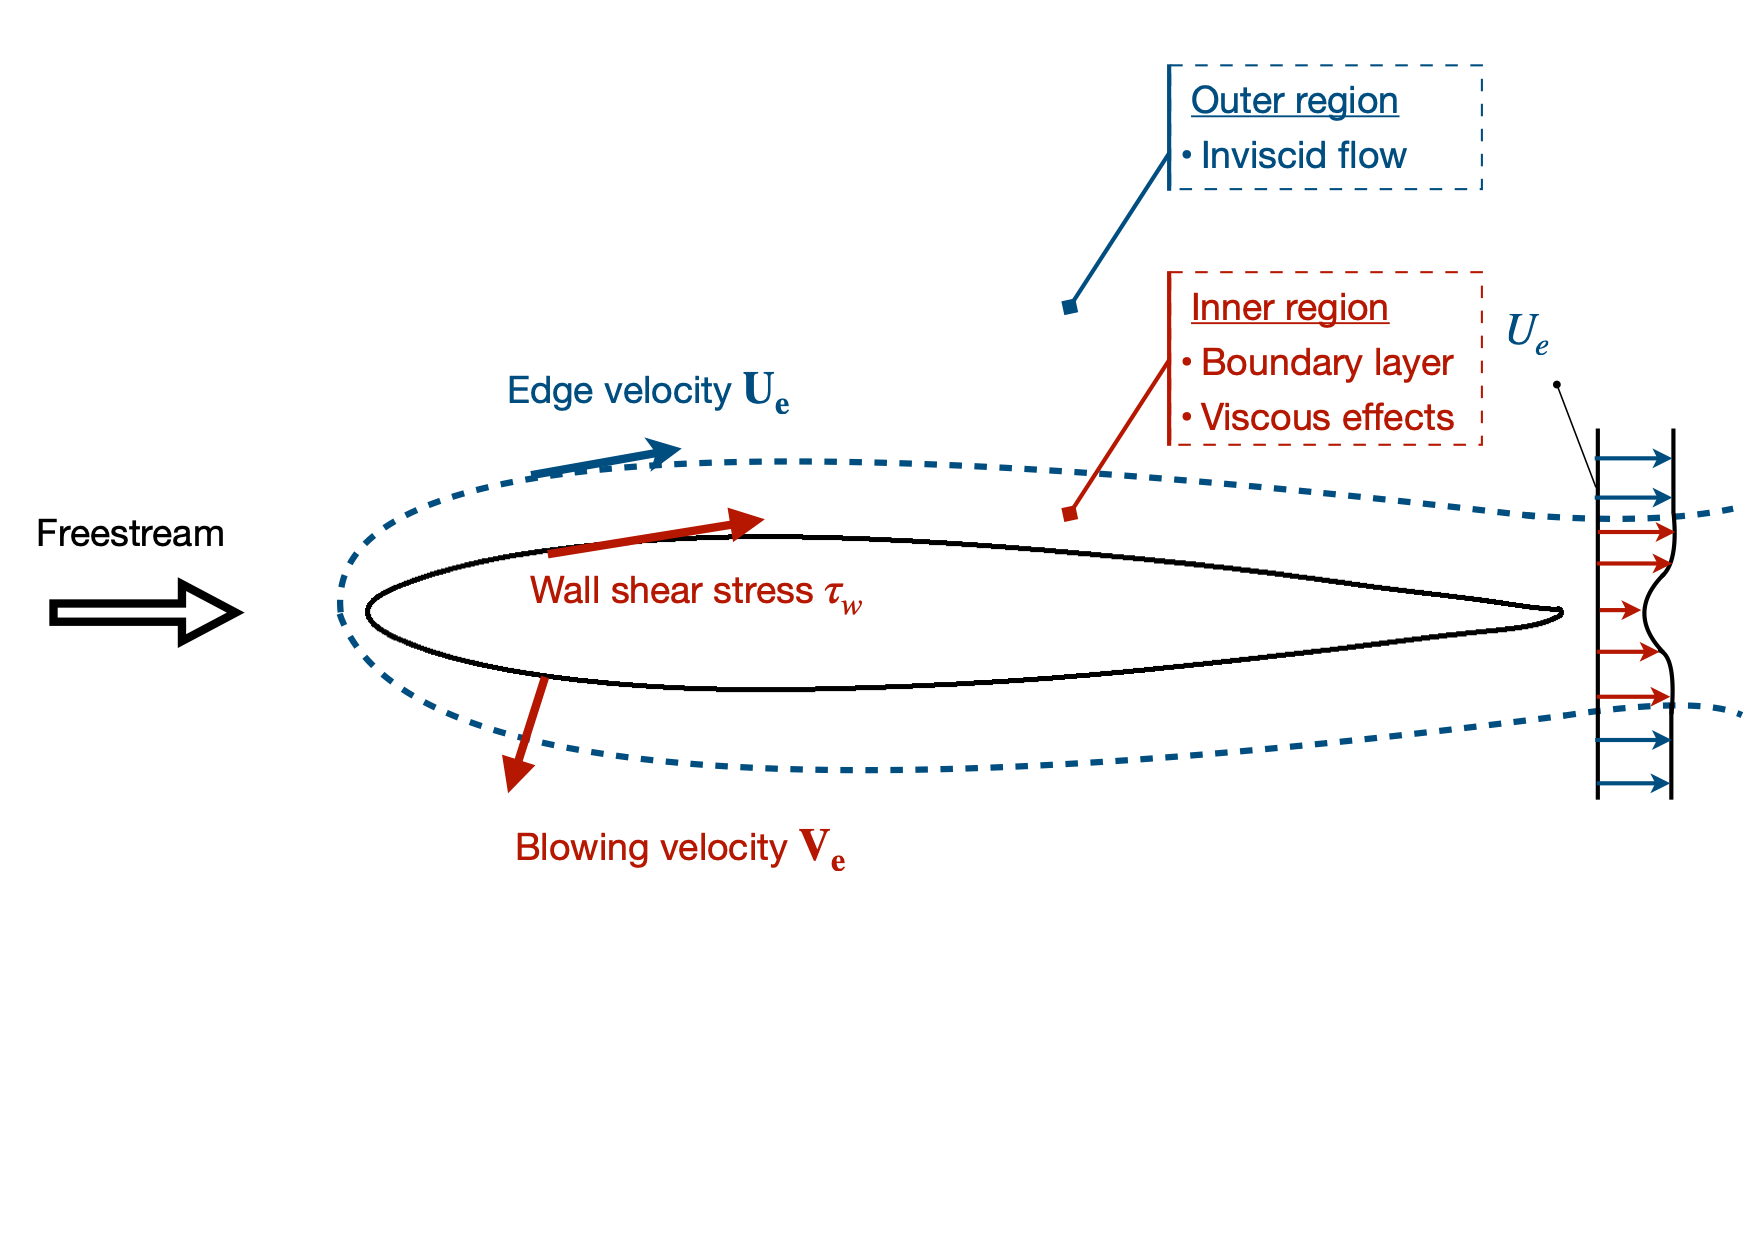 Outer region
• Inviscid flow
Inner region
• Boundary layer
• Viscous effects
Uₑ
Edge velocity 𝐔ₑ
Freestream
Wall shear stress τ_w
Blowing velocity 𝐕ₑ